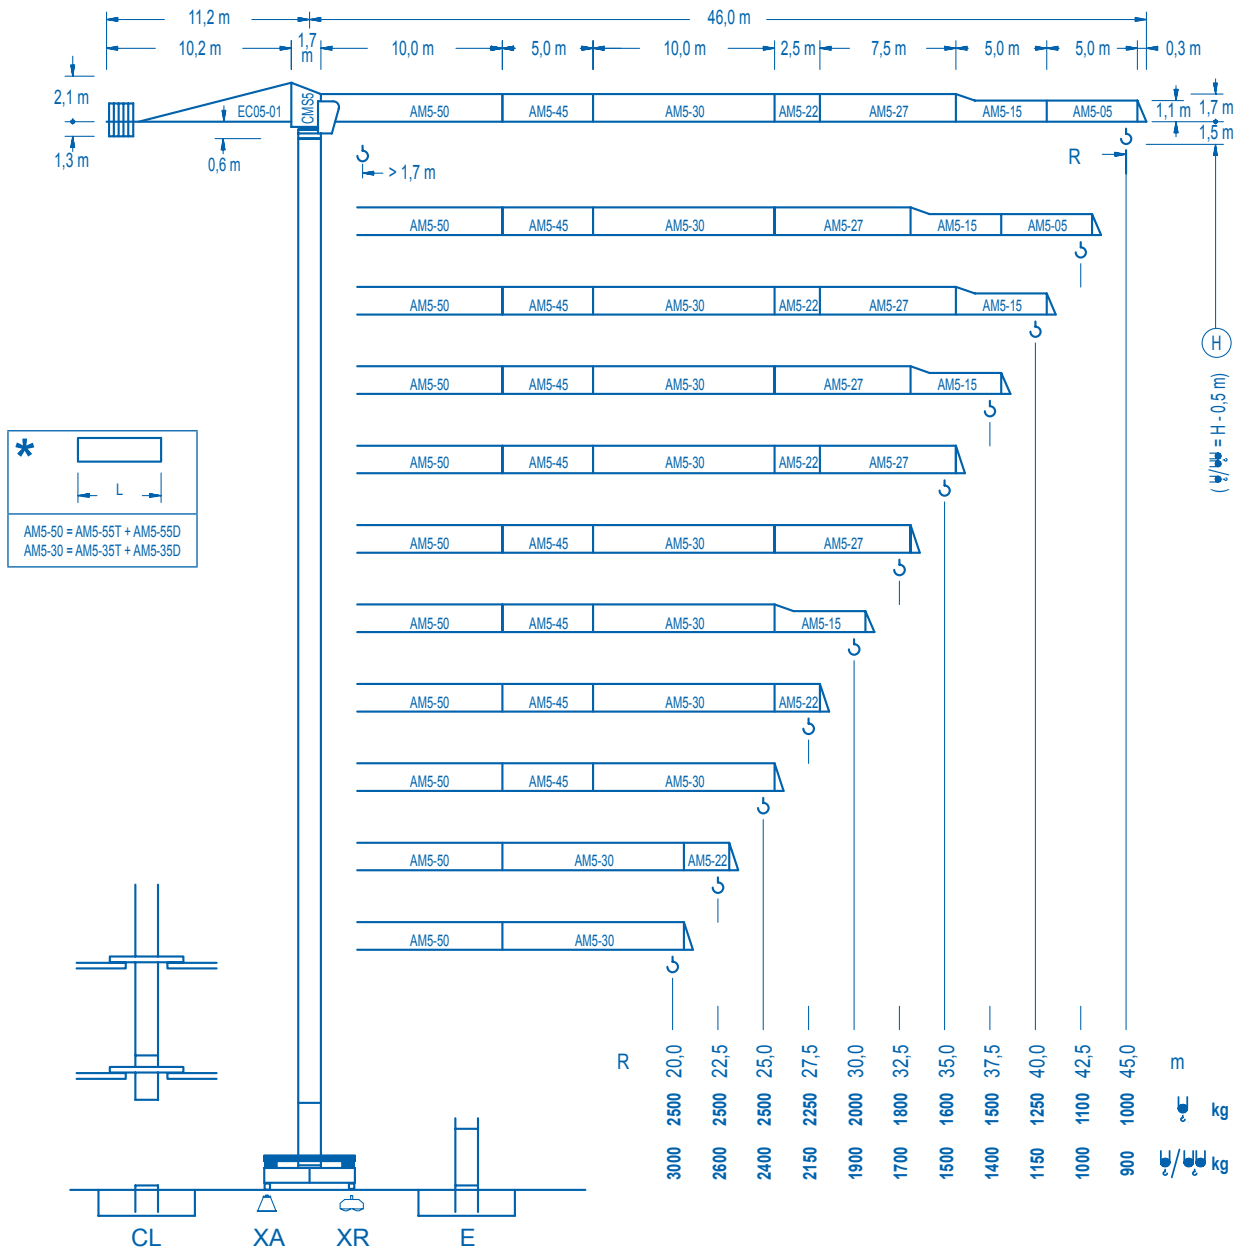 11,2 m 46,0 m
10,2 m 1,7 m 10,0 m 5,0 m 10,0 m 2,5 m 7,5 m 5,0 m 5,0 m 0,3 m
2,1 m EC05-01 CMS5 AM5-50 AM5-45 AM5-30 AM5-22 AM5-27 AM5-15 AM5-05 1,1 m 1,7 m
1,3 m 0,6 m 1,5 m
> 1,7 m R
AM5-50 AM5-45 AM5-30 AM5-27 AM5-15 AM5-05
AM5-50 AM5-45 AM5-30 AM5-22 AM5-27 AM5-15
H
( / = H - 0,5 m)
AM5-50 AM5-45 AM5-30 AM5-27 AM5-15
*
L
AM5-50 = AM5-55T + AM5-55D
AM5-30 = AM5-35T + AM5-35D
AM5-50 AM5-45 AM5-30 AM5-22 AM5-27
AM5-50 AM5-45 AM5-30 AM5-27
AM5-50 AM5-45 AM5-30 AM5-15
AM5-50 AM5-45 AM5-30 AM5-22
AM5-50 AM5-45 AM5-30
AM5-50 AM5-30 AM5-22
AM5-50 AM5-30
R 20,0 22,5 25,0 27,5 30,0 32,5 35,0 37,5 40,0 42,5 45,0 m
2500 2500 2500 2250 2000 1800 1600 1500 1250 1100 1000 kg
3000 2600 2400 2150 1900 1700 1500 1400 1150 1000 900 / kg
CL XA XR E